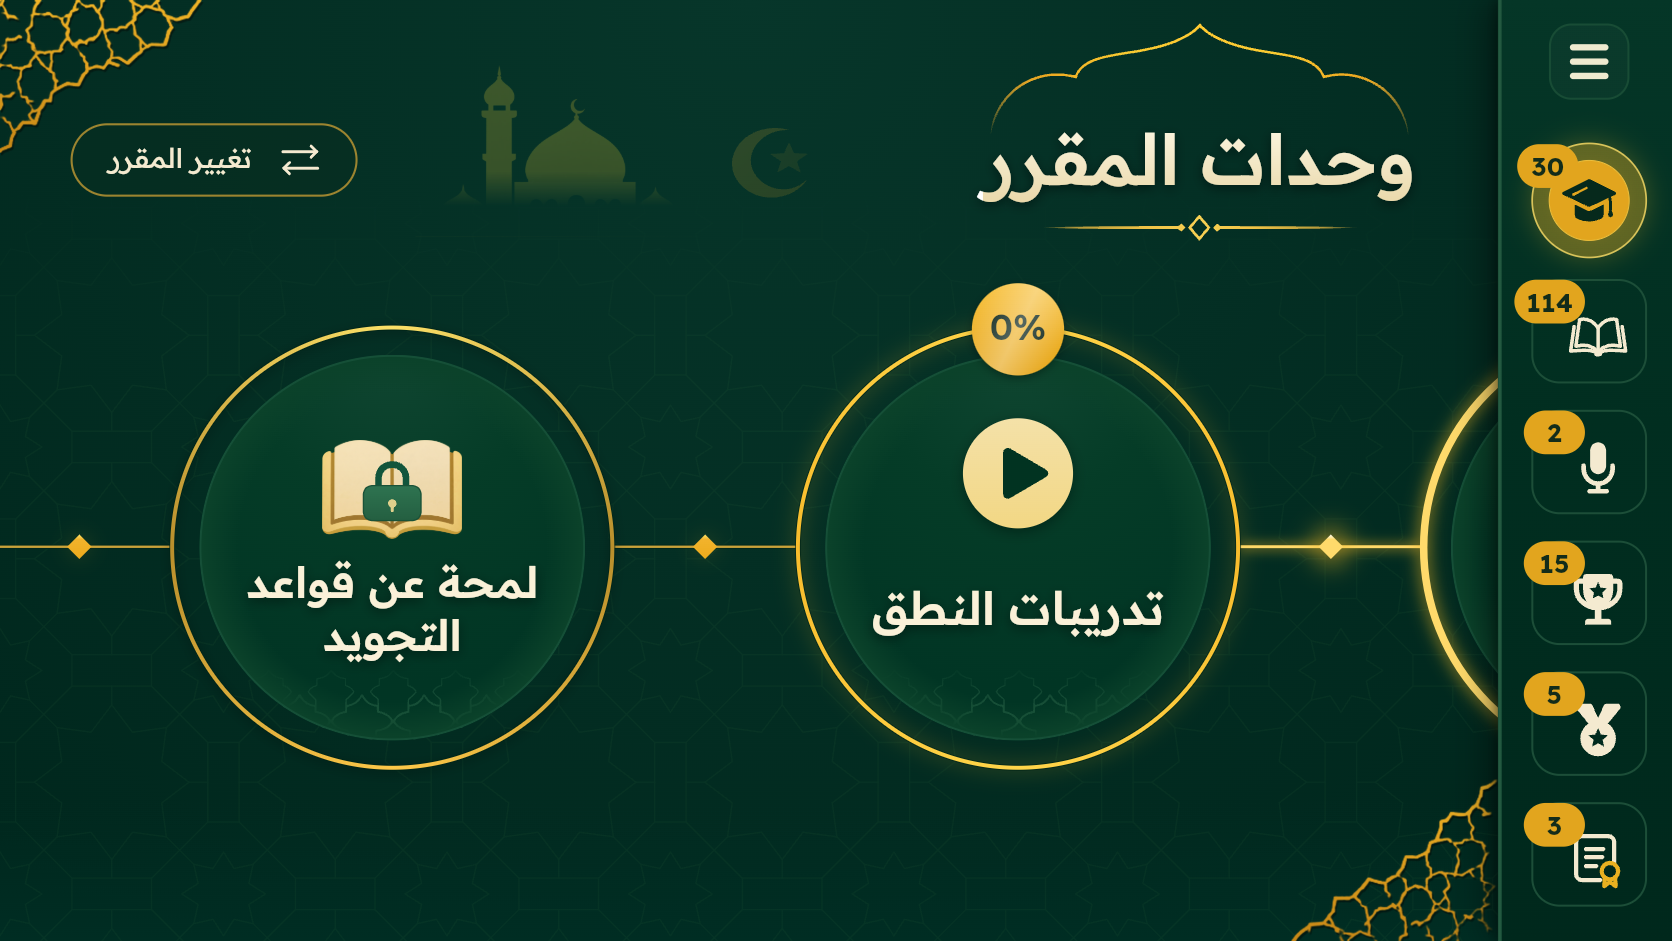 وحدات المقرر
تغيير المقرر
0%
تدريبات النطق
لمحة عن قواعد
التجويد
30
114
2
15
5
3